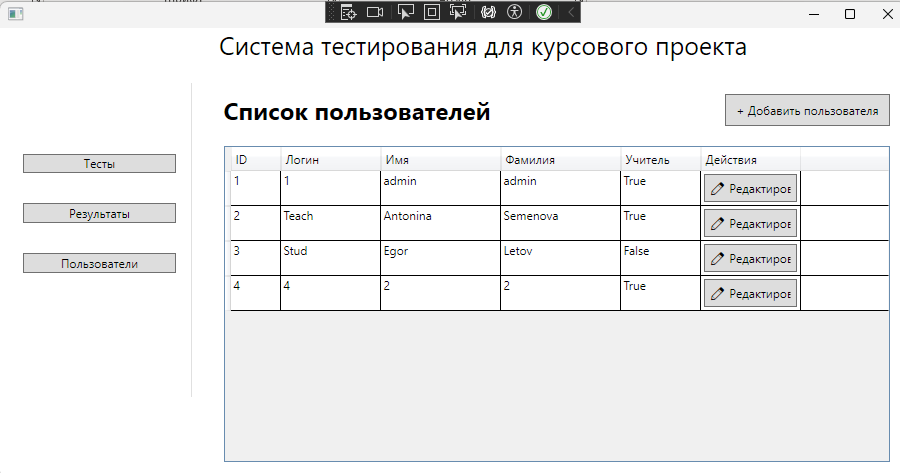 Система тестирования для курсового проекта
Список пользователей
+ Добавить пользователя
Тесты
Результаты
Пользователи
ID Логин Имя Фамилия Учитель Действия
1 1 admin admin True Редактиров
2 Teach Antonina Semenova True Редактиров
3 Stud Egor Letov False Редактиров
4 4 2 2 True Редактиров